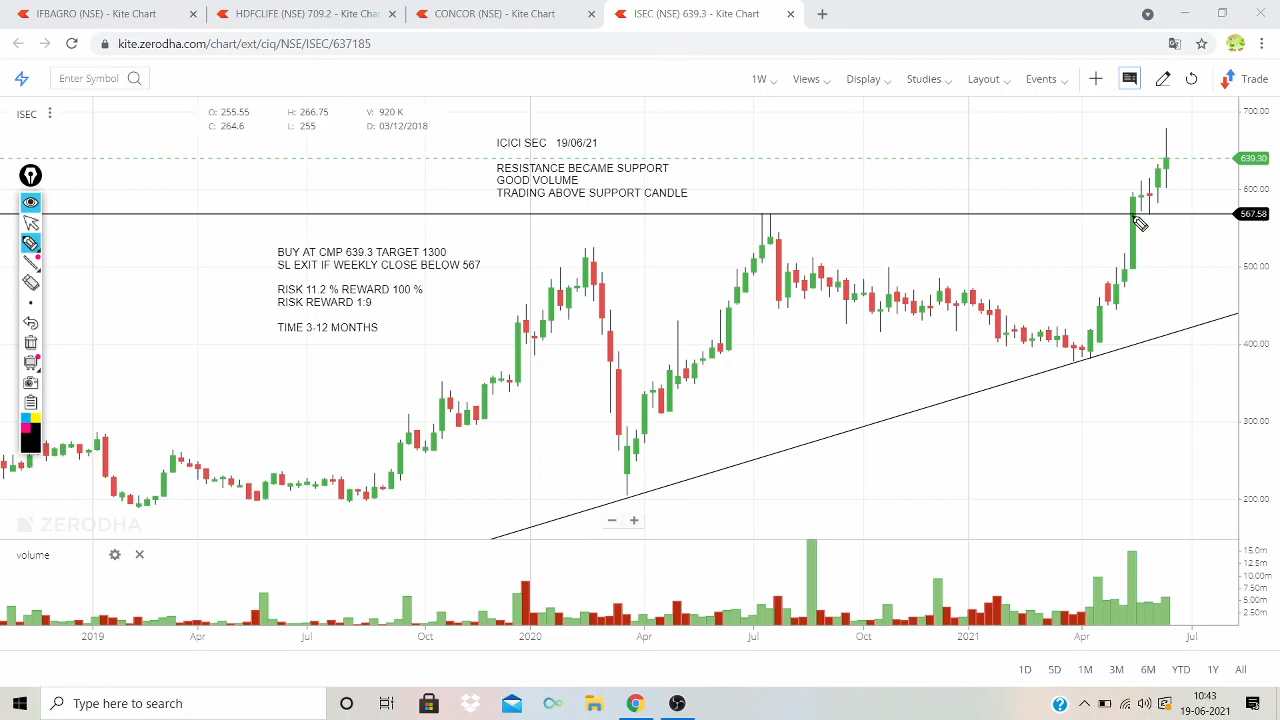 IFBAGRO (NSE) - Kite Chart
HDFCLIFE (NSE) 709.2 - Kite Char
CONCOR (NSE) - Kite Chart
ISEC (NSE) 639.3 - Kite Chart
kite.zerodha.com/chart/ext/ciq/NSE/ISEC/637185
Enter Symbol
1W
Views
Display
Studies
Layout
Events
Trade
ISEC
O: 255.55
H: 266.75
V: 920 K
C: 264.6
L: 255
D: 03/12/2018
700.00
639.30
600.00
567.58
500.00
400.00
300.00
200.00
ICICI SEC 19/06/21
RESISTANCE BECAME SUPPORT
GOOD VOLUME
TRADING ABOVE SUPPORT CANDLE
BUY AT CMP 639.3 TARGET 1300
SL EXIT IF WEEKLY CLOSE BELOW 567
RISK 11.2 % REWARD 100 %
RISK REWARD 1:9
TIME 3-12 MONTHS
ZERODHA
volume
15.0m
12.50m
10.00m
7.50m
5.00m
2.50m
2019
Apr
Jul
Oct
2020
Apr
Jul
Oct
2021
Apr
Jul
1D
5D
1M
3M
6M
YTD
1Y
All
Type here to search
10:43
19-06-2021